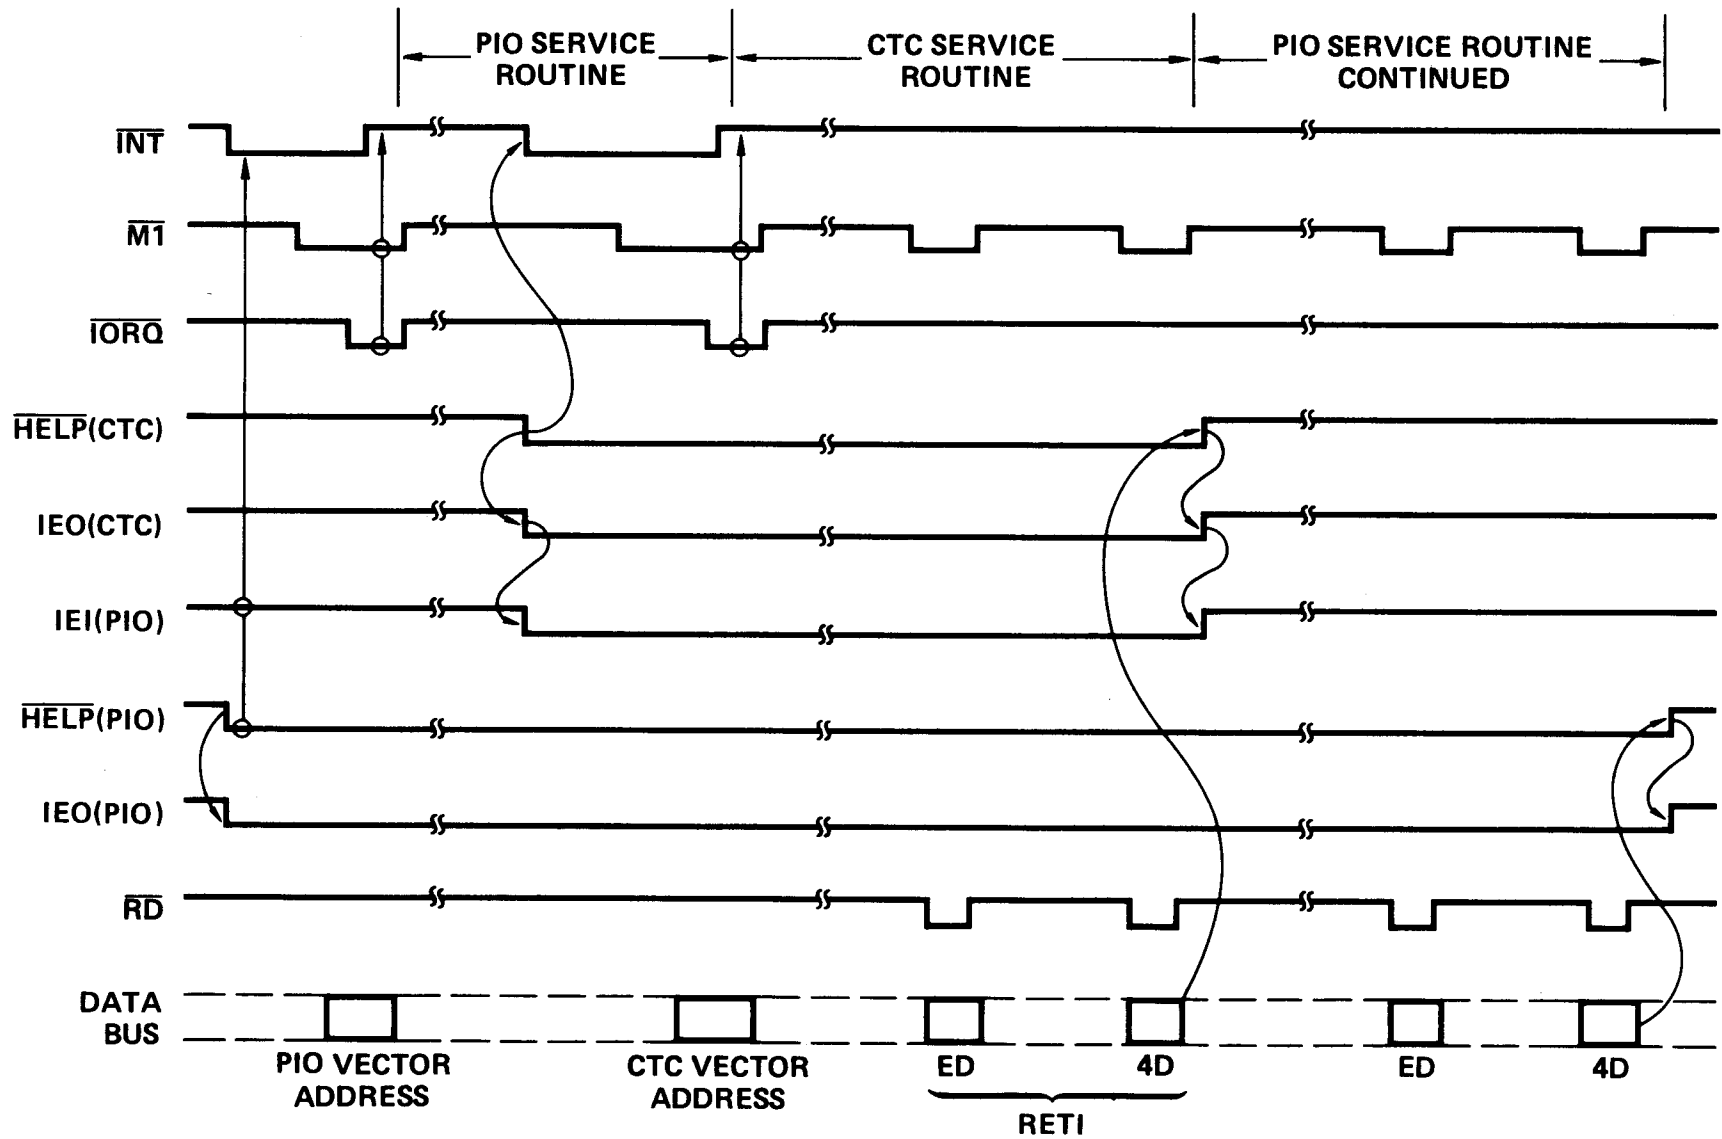 PIO SERVICE
ROUTINE
CTC SERVICE
ROUTINE
PIO SERVICE ROUTINE
CONTINUED
INT
M1
IORQ
HELP(CTC)
IEO(CTC)
IEI(PIO)
HELP(PIO)
IEO(PIO)
RD
DATA
BUS
PIO VECTOR
ADDRESS
CTC VECTOR
ADDRESS
ED
4D
ED
4D
RETI